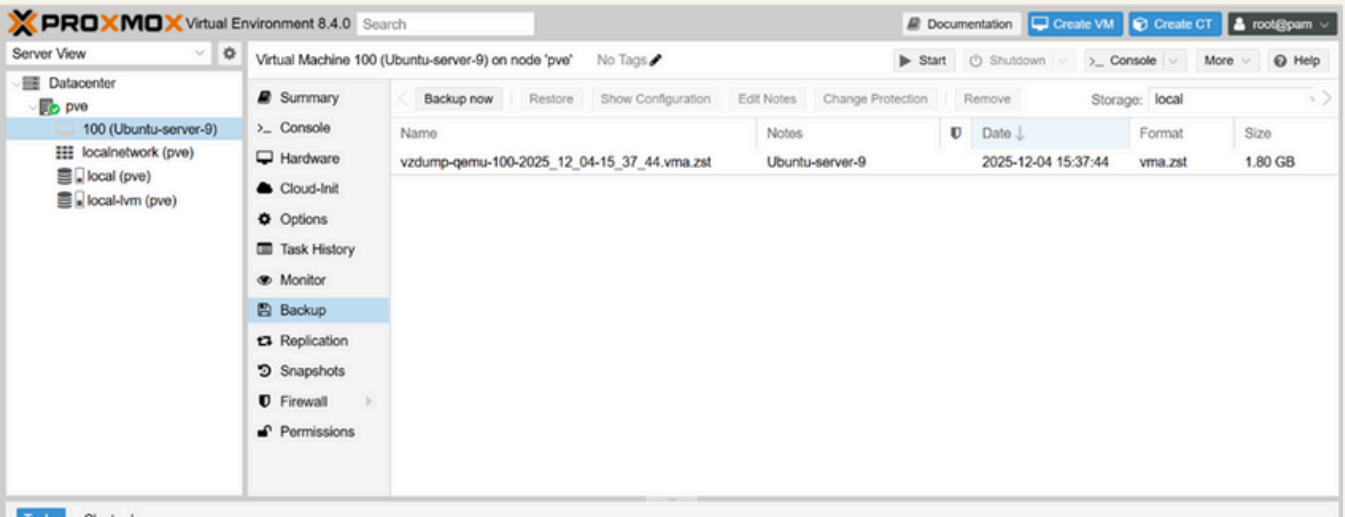 PROXMOX Virtual Environment 8.4.0 Search Documentation Create VM Create CT root@pam
Server View
Datacenter
pve
100 (Ubuntu-server-9)
localnetwork (pve)
local (pve)
local-lvm (pve)
Virtual Machine 100 (Ubuntu-server-9) on node 'pve' No Tags Start Shutdown >_ Console More Help
Summary
>_ Console
Hardware
Cloud-Init
Options
Task History
Monitor
Backup
Replication
Snapshots
Firewall
Permissions
Backup now Restore Show Configuration Edit Notes Change Protection Remove Storage: local
Name Notes Date ↓ Format Size
vzdump-qemu-100-2025_12_04-15_37_44.vma.zst Ubuntu-server-9 2025-12-04 15:37:44 vma.zst 1.80 GB